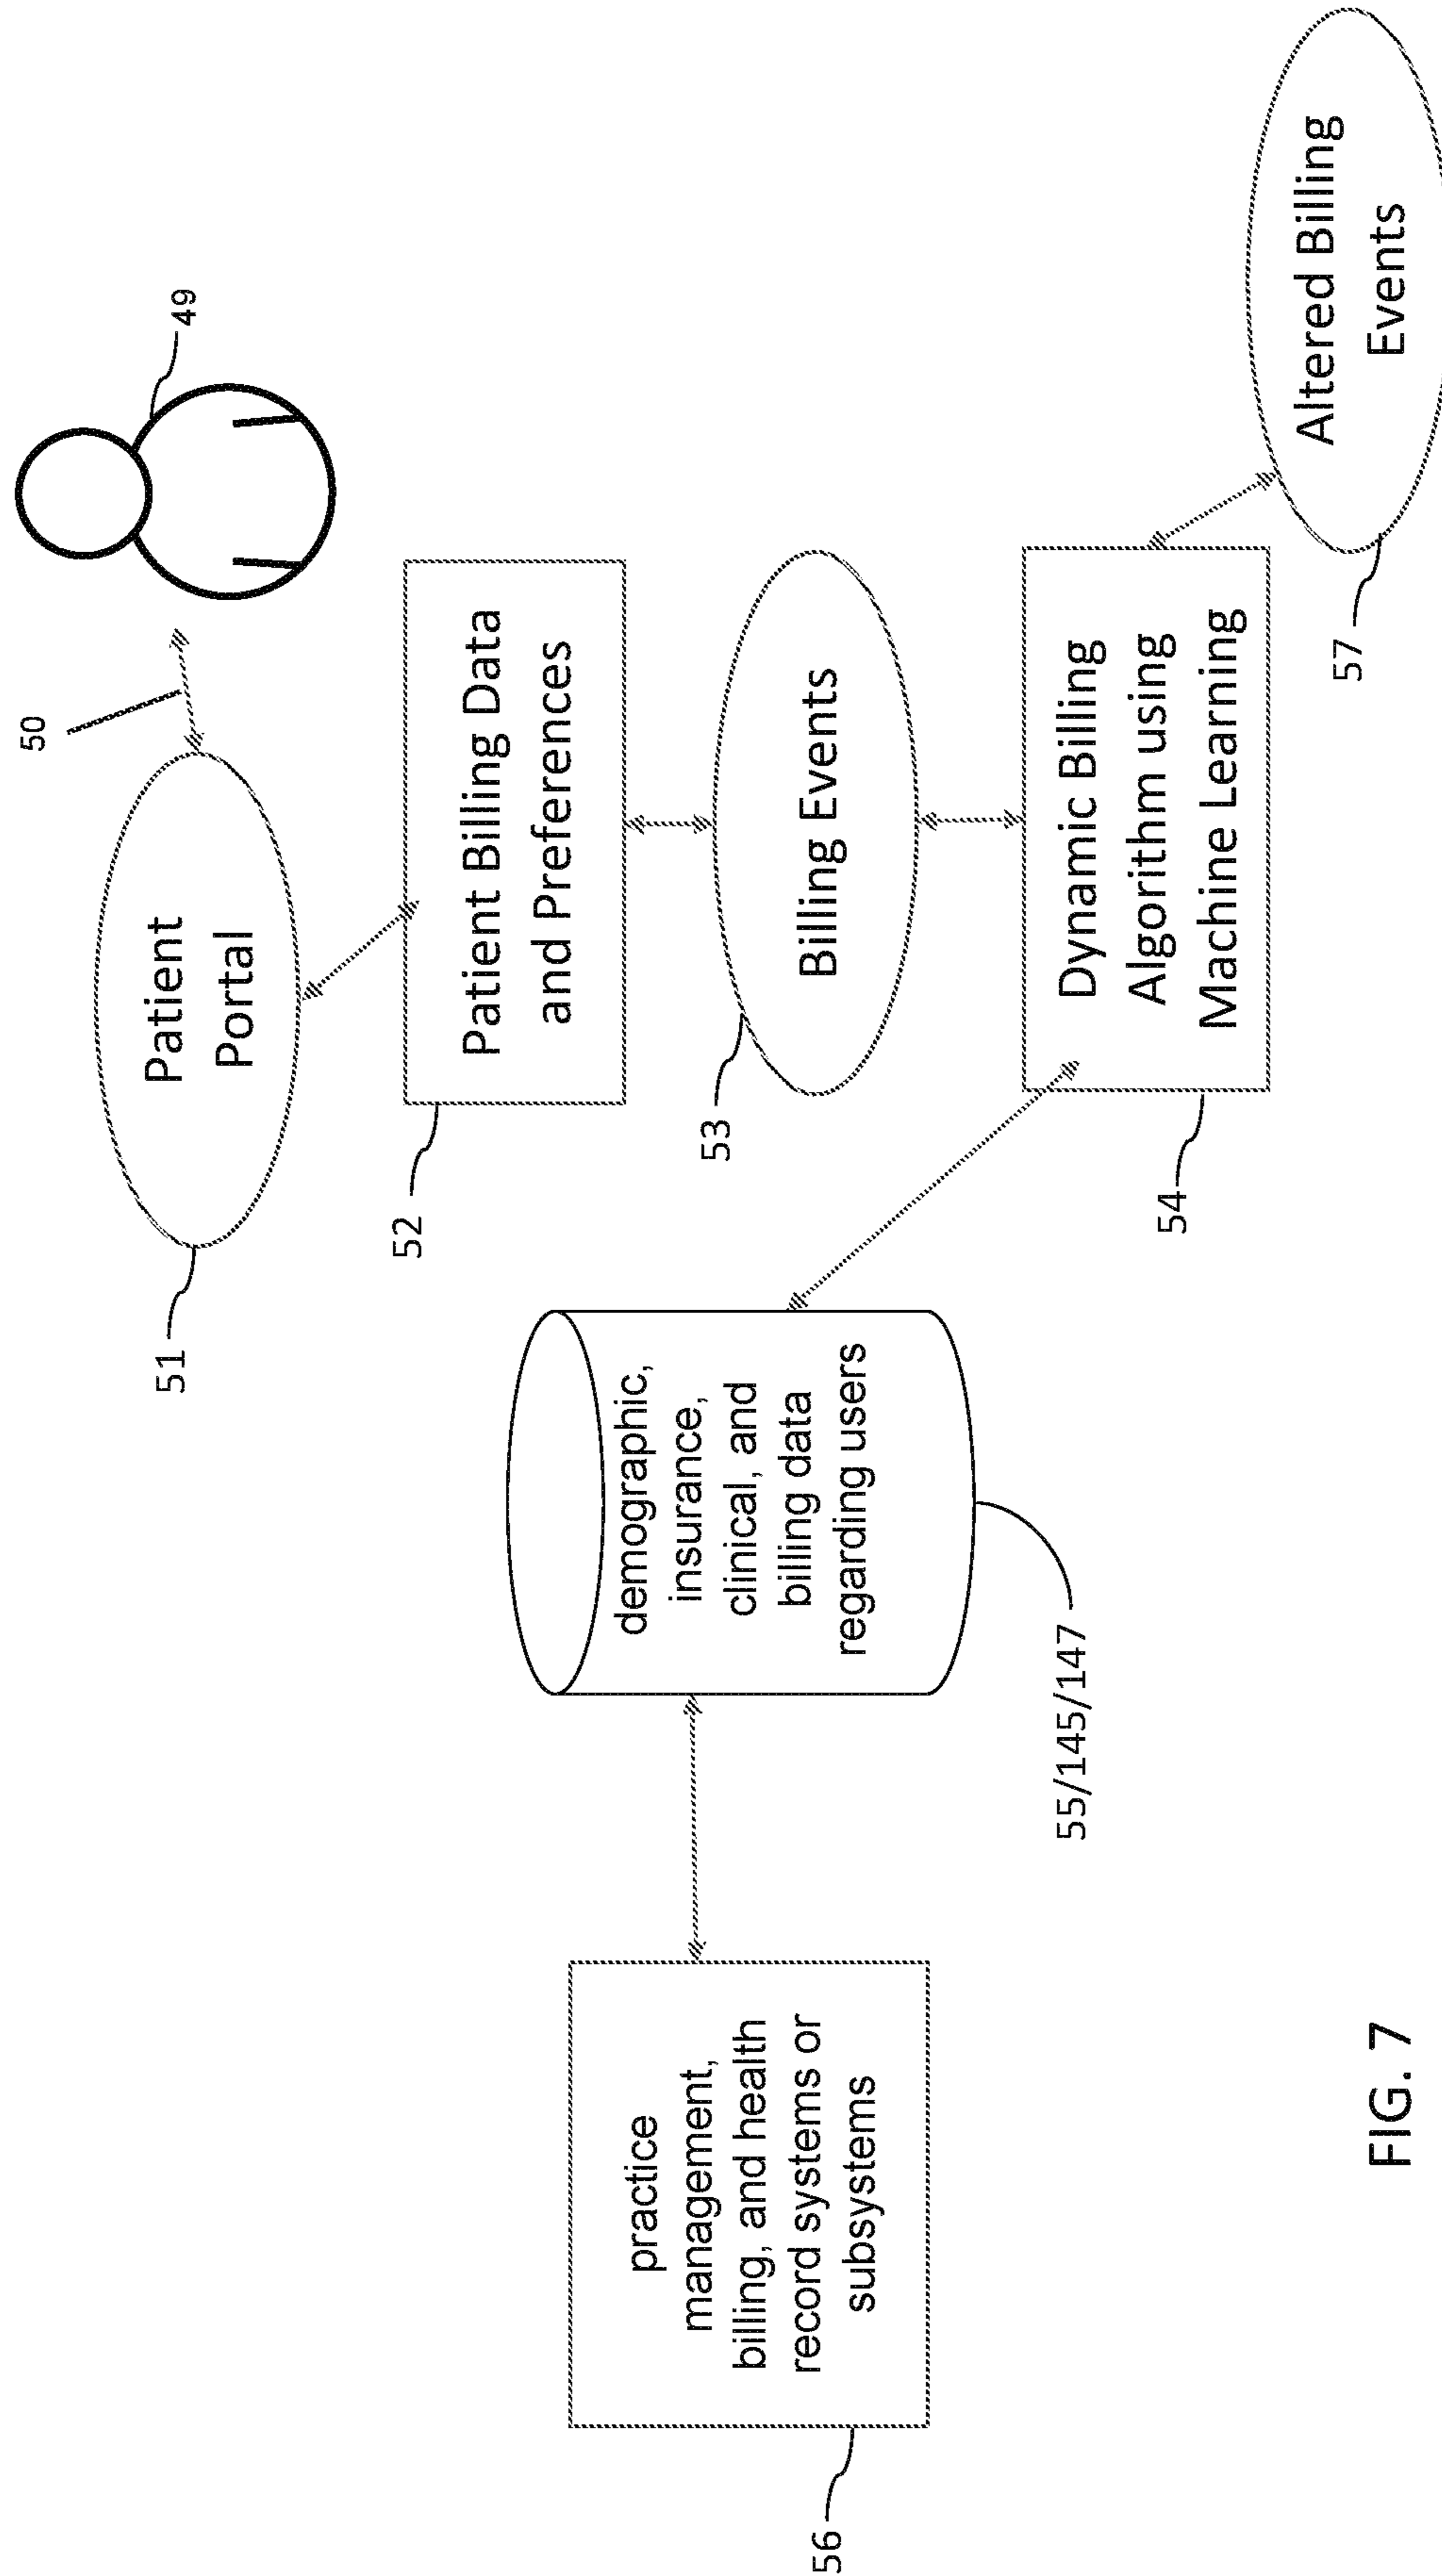 49
50
Patient
Portal
51
Patient Billing Data
and Preferences
52
Billing Events
53
Dynamic Billing
Algorithm using
Machine Learning
54
Altered Billing
Events
57
demographic,
insurance,
clinical, and
billing data
regarding users
55/145/147
practice
management,
billing, and health
record systems or
subsystems
56
FIG. 7